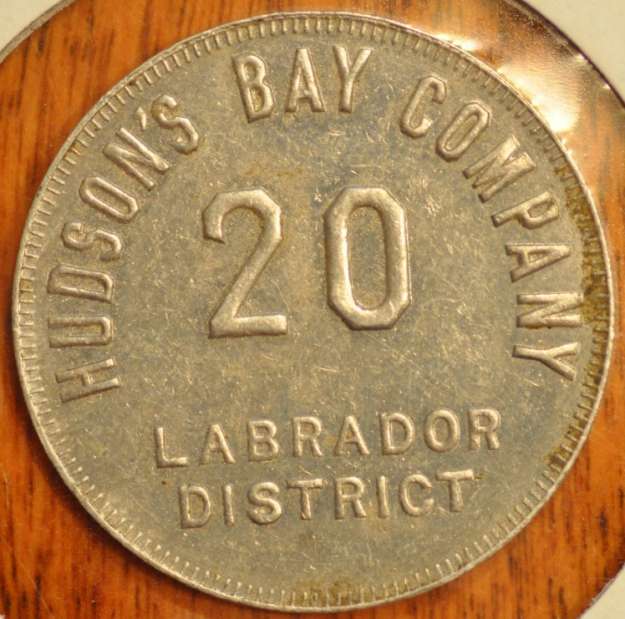 HUDSON'S BAY COMPANY
20
LABRADOR
DISTRICT